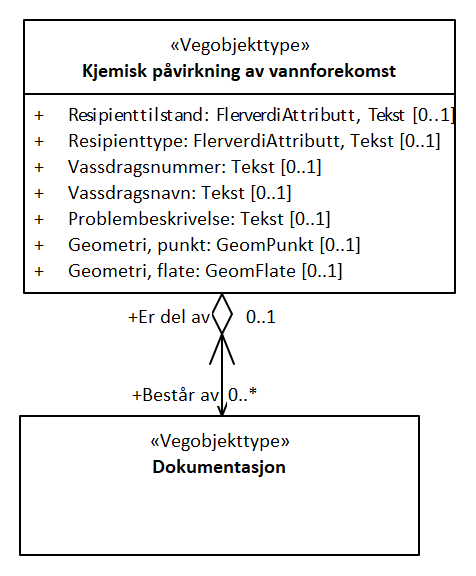 «Vegobjekttype»
Kjemisk påvirkning av vannforekomst
+ Resipienttilstand: FlerverdiAttributt, Tekst [0..1]
+ Resipienttype: FlerverdiAttributt, Tekst [0..1]
+ Vassdragsnummer: Tekst [0..1]
+ Vassdragsnavn: Tekst [0..1]
+ Problembeskrivelse: Tekst [0..1]
+ Geometri, punkt: GeomPunkt [0..1]
+ Geometri, flate: GeomFlate [0..1]
+Er del av 0..1
+Består av 0..*
«Vegobjekttype»
Dokumentasjon